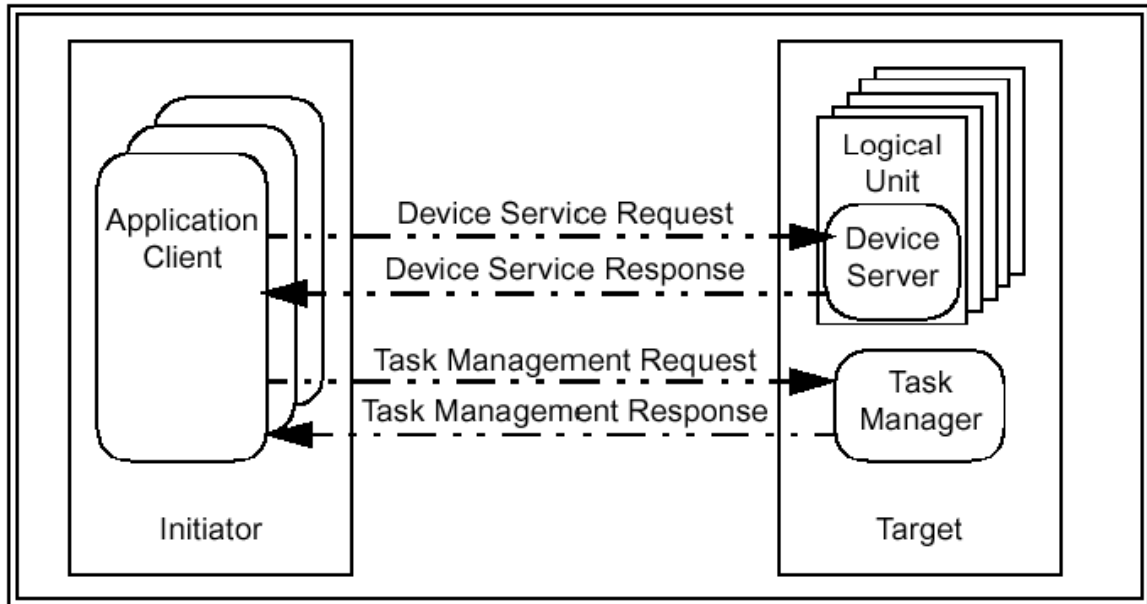 Application
Client
Device Service Request
Device Service Response
Task Management Request
Task Management Response
Initiator
Logical
Unit
Device
Server
Task
Manager
Target